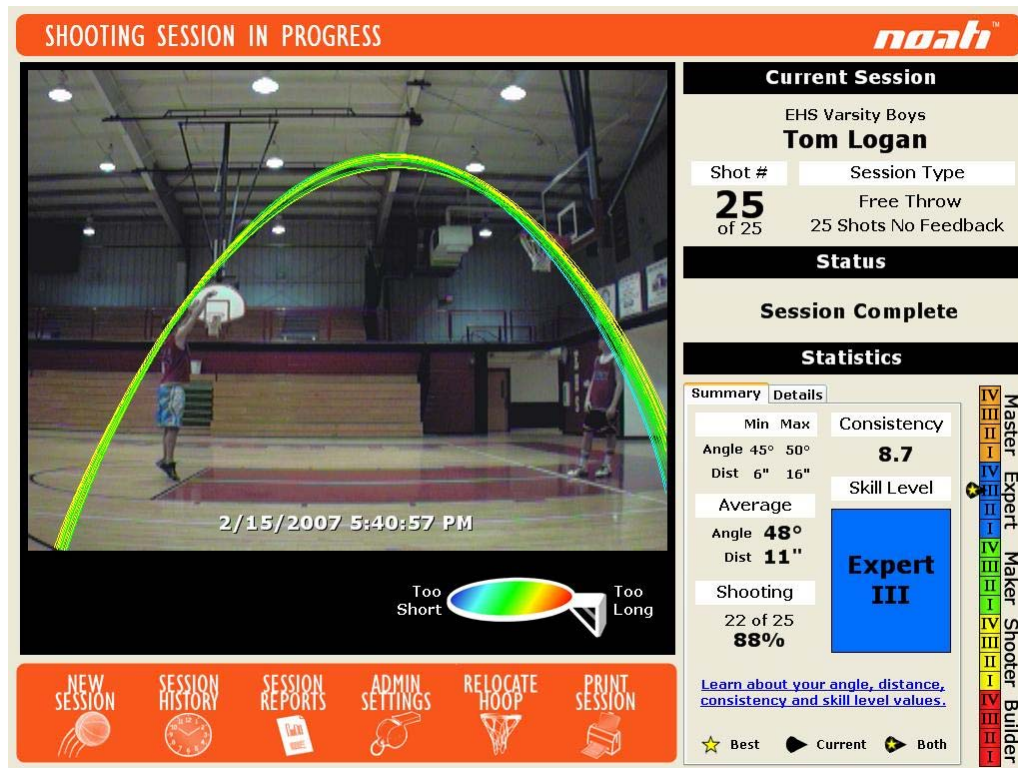 SHOOTING SESSION IN PROGRESS
noah™
Current Session
EHS Varsity Boys
Tom Logan
Shot #
Session Type
25
of 25
Free Throw
25 Shots No Feedback
Status
Session Complete
Statistics
Summary Details
Min Max
Angle 45° 50°
Dist 6" 16"
Average
Angle 48°
Dist 11"
Shooting
22 of 25
88%
Consistency
8.7
Skill Level
Expert
III
Learn about your angle, distance,
consistency and skill level values.
Best Current Both
IV
III
II
I
Master
IV
III
II
I
Expert
IV
III
II
I
Maker
IV
III
II
I
Shooter
IV
III
II
I
Builder
2/15/2007 5:40:57 PM
Too
Short
Too
Long
NEW
SESSION
SESSION
HISTORY
SESSION
REPORTS
ADMIN
SETTINGS
RELOCATE
HOOP
PRINT
SESSION